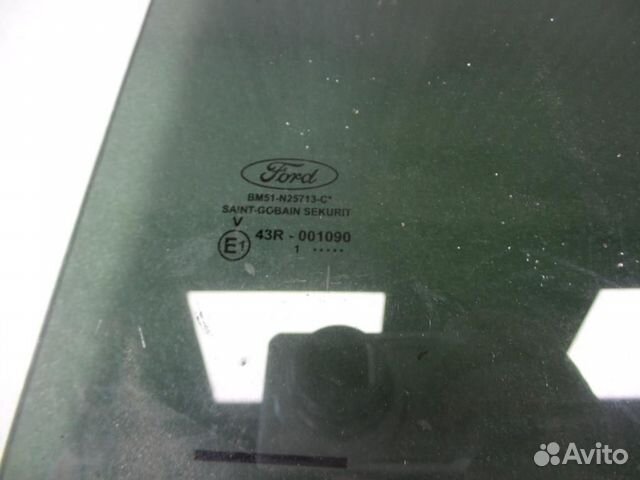 Ford
BM51-N25713-C*
SAINT-GOBAIN SEKURIT
V
E1 43R - 001090
1 .....
Avito